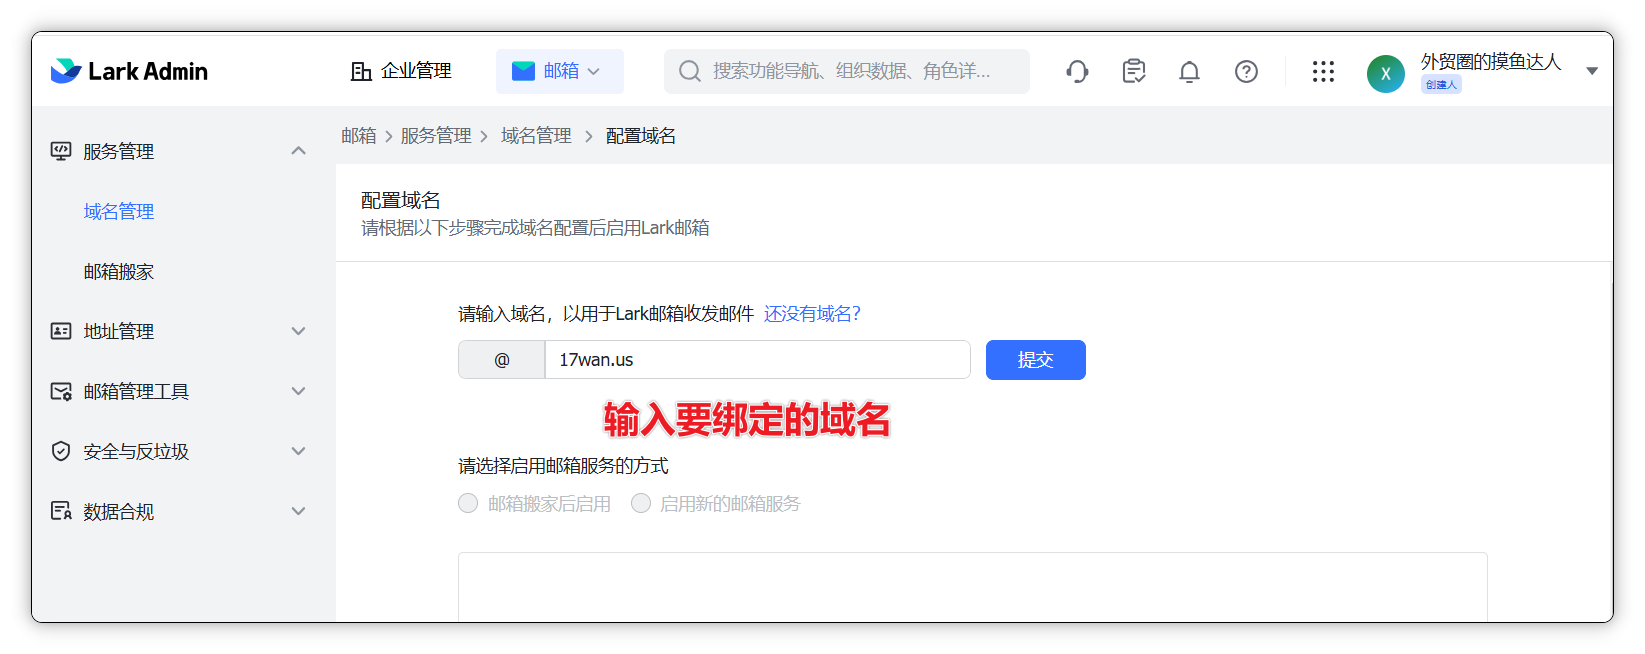 Lark Admin
企业管理
邮箱
搜索功能导航、组织数据、角色详...
X
外贸圈的摸鱼达人
创建人
服务管理
域名管理
邮箱搬家
地址管理
邮箱管理工具
安全与反垃圾
数据合规
邮箱 > 服务管理 > 域名管理 > 配置域名
配置域名
请根据以下步骤完成域名配置后启用Lark邮箱
请输入域名，以用于Lark邮箱收发邮件 还没有域名?
@ 17wan.us 提交
输入要绑定的域名
请选择启用邮箱服务的方式
邮箱搬家后启用 启用新的邮箱服务